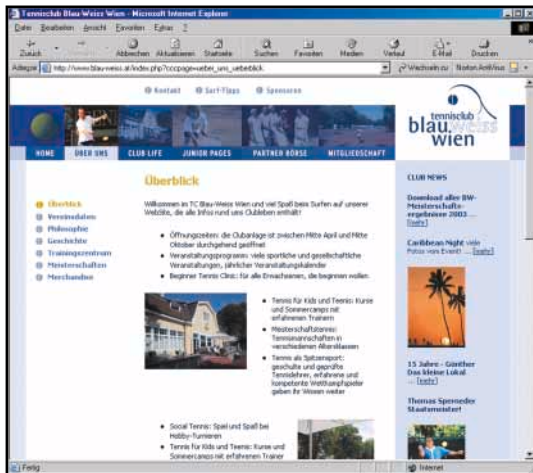 Tennisclub Blau-Weiss Wien - Microsoft Internet Explorer
Datei Bearbeiten Ansicht Favoriten Extras ?
Zurück Abbrechen Aktualisieren Startseite Suchen Favoriten Medien Verlauf E-Mail Drucken
Adresse http://www.blau-weiss.at/index.php?cccpage=ueber_uns_ueberblick Wechseln zu Norton AntiVirus
Kontakt Surf-Tipps Sponsoren
tennisclub
blau.weiss
wien
HOME ÜBER UNS CLUB LIFE JUNIOR PAGES PARTNER BÖRSE MITGLIEDSCHAFT
Überblick
Vereinsdaten
Philosophie
Geschichte
Trainingszentrum
Meisterschaften
Merchandise
Überblick
Willkommen im TC Blau-Weiss Wien und viel Spaß beim Surfen auf unserer
WebSite, die alle Infos rund ums Clubleben enthält!
Öffnungszeiten: die Clubanlage ist zwischen Mitte April und Mitte
Oktober durchgehend geöffnet
Veranstaltungsprogramm: viele sportliche und gesellschaftliche
Veranstaltungen, jährlicher Veranstaltungskalender
Beginner Tennis Clinic: für alle Erwachsenen, die beginnen wollen
Tennis für Kids und Teenis: Kurse
und Sommercamps mit
erfahrenen Trainern
Meisterschaftstennis:
Tennismannschaften in
verschiedenen Altersklassen
Tennis als Spitzensport:
geschulte und geprüfte
Tennislehrer, erfahrene und
kompetente Wettkampfspieler
geben ihr Wissen weiter
Social Tennis: Spiel und Spaß bei
Hobby-Turnieren
Tennis für Kids und Teenis: Kurse und
Sommercamps mit erfahrenen Trainer
CLUB NEWS
Download aller BW-
Meisterschafts-
ergebnisse 2003 ...
[mehr]
Caribbean Night viele
Fotos vom Event! ... [mehr]
15 Jahre - Günther
Das kleine Lokal
... [mehr]
Thomas Sperneder
Staatsmeister!
Fertig
Internet